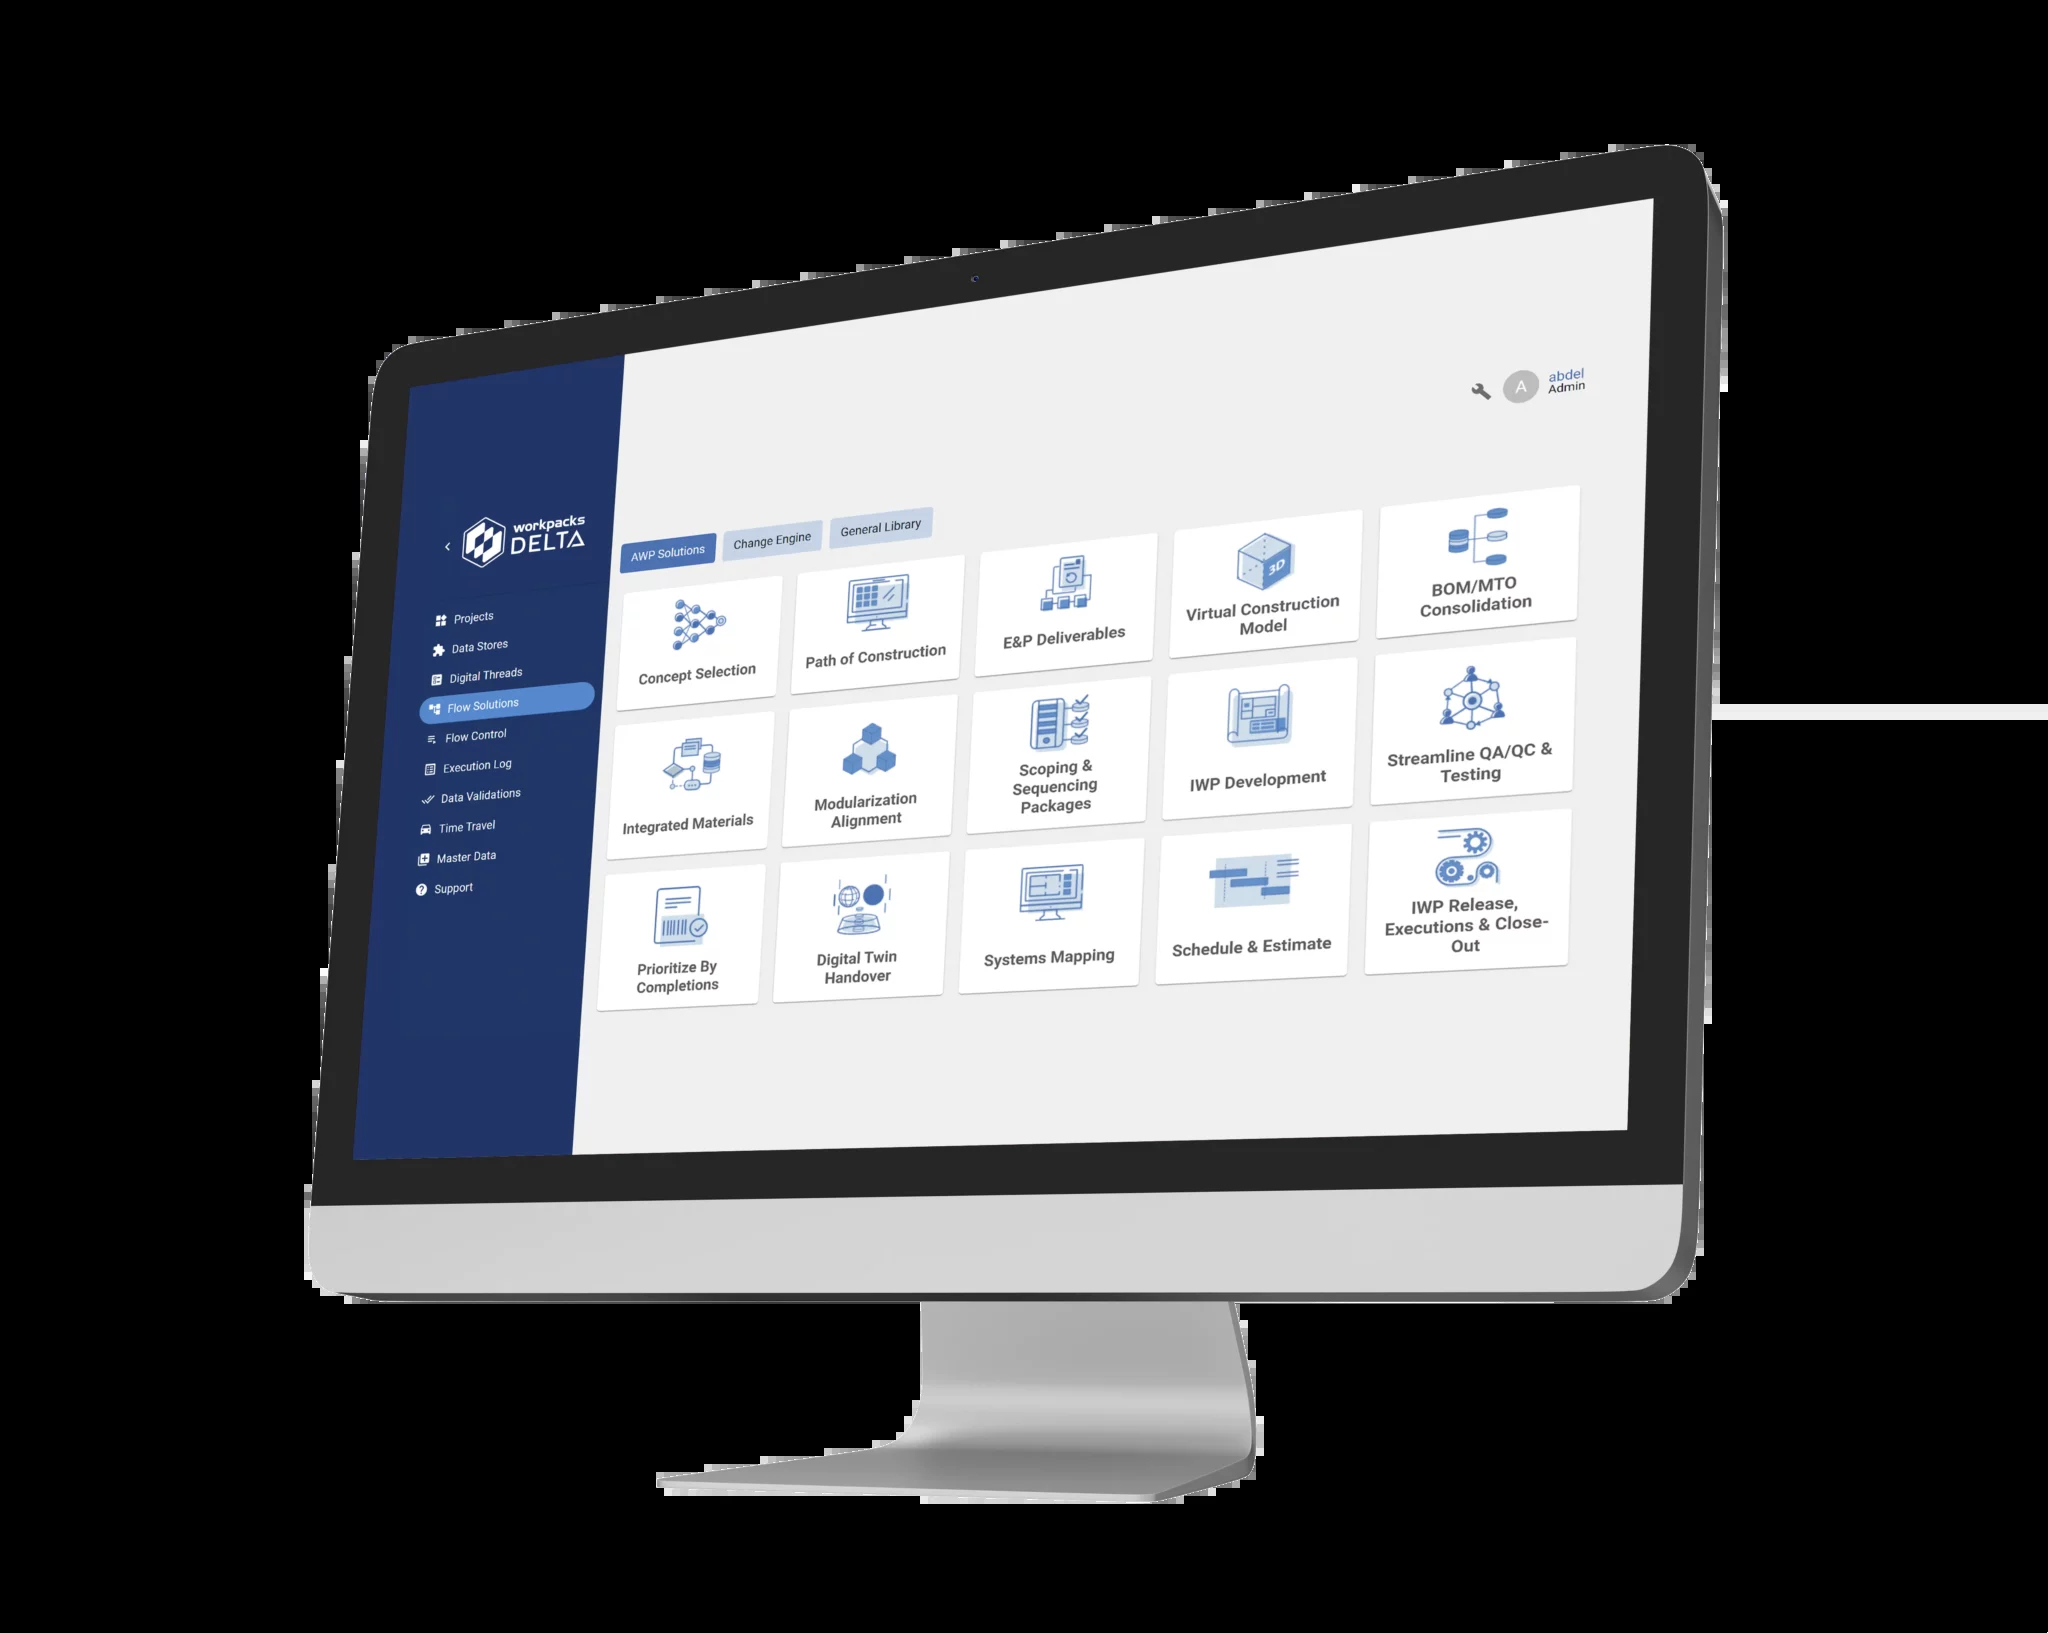 workpacks
DELTA
Projects
Data Stores
Digital Threads
Flow Solutions
Flow Control
Execution Log
Data Validations
Time Travel
Master Data
Support
A
abdel
Admin
AWP Solutions
Change Engine
General Library
Concept Selection
Path of Construction
E&P Deliverables
3D
Virtual Construction
Model
BOM/MTO
Consolidation
Integrated Materials
Modularization
Alignment
Scoping &
Sequencing
Packages
IWP Development
Streamline QA/QC &
Testing
Prioritize By
Completions
Digital Twin
Handover
Systems Mapping
Schedule & Estimate
IWP Release,
Executions & Close-
Out